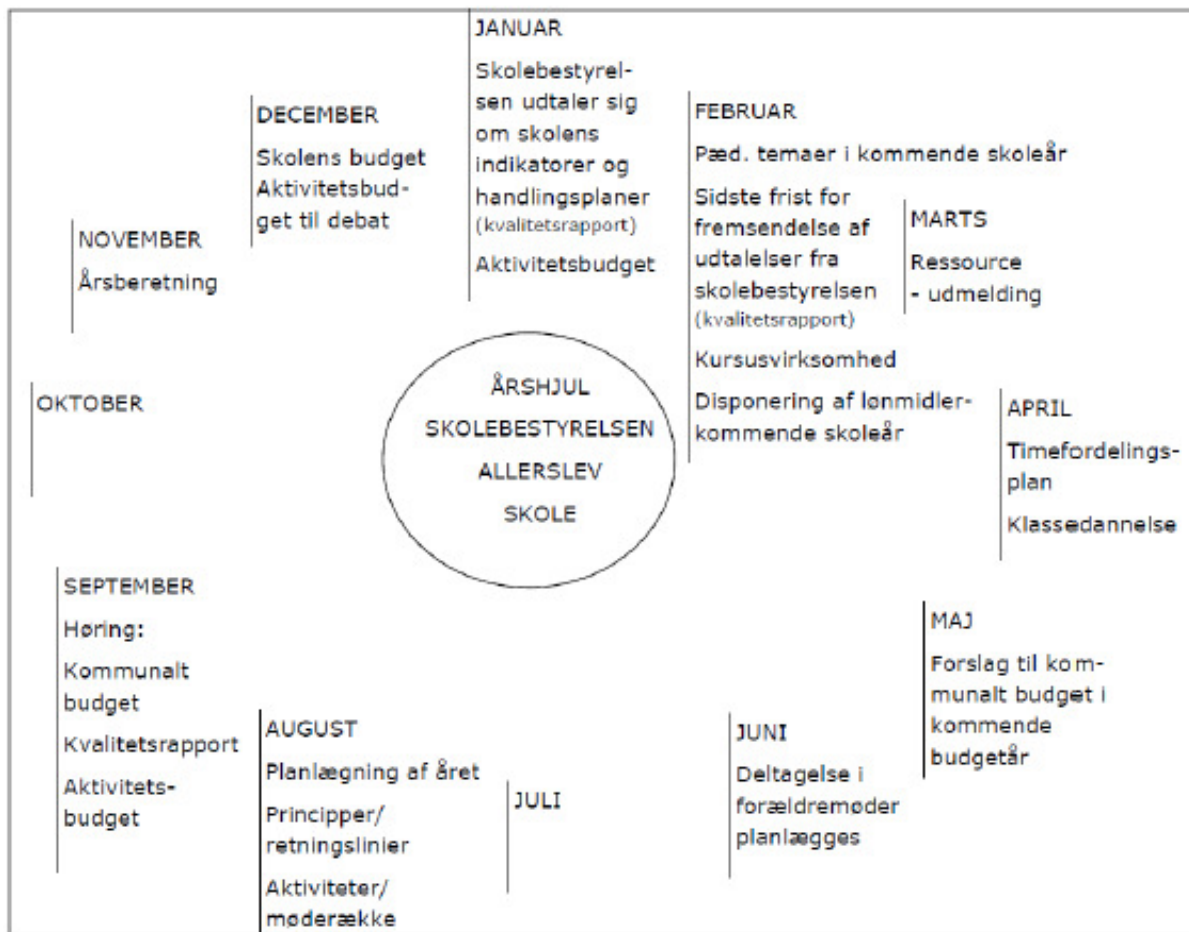 JANUAR
Skolebestyrel-
sen udtaler sig
om skolens
indikatorer og
handlingsplaner
(kvalitetsrapport)
Aktivitetsbudget
FEBRUAR
Pæd. temaer i kommende skoleår
Sidste frist for
fremsendelse af
udtalelser fra
skolebestyrelsen
(kvalitetsrapport)
Kursusvirksomhed
Disponering af lønmidler-
kommende skoleår
MARTS
Ressource
- udmelding
APRIL
Timefordelings-
plan
Klassedannelse
MAJ
Forslag til kom-
munalt budget i
kommende
budgetår
JUNI
Deltagelse i
forældremøder
planlægges
JULI
AUGUST
Planlægning af året
Principper/
retningslinier
Aktiviteter/
møderække
SEPTEMBER
Høring:
Kommunalt
budget
Kvalitetsrapport
Aktivitets-
budget
OKTOBER
NOVEMBER
Årsberetning
DECEMBER
Skolens budget
Aktivitetsbud-
get til debat
ÅRSHJUL
SKOLEBESTYRELSEN
ALLERSLEV
SKOLE